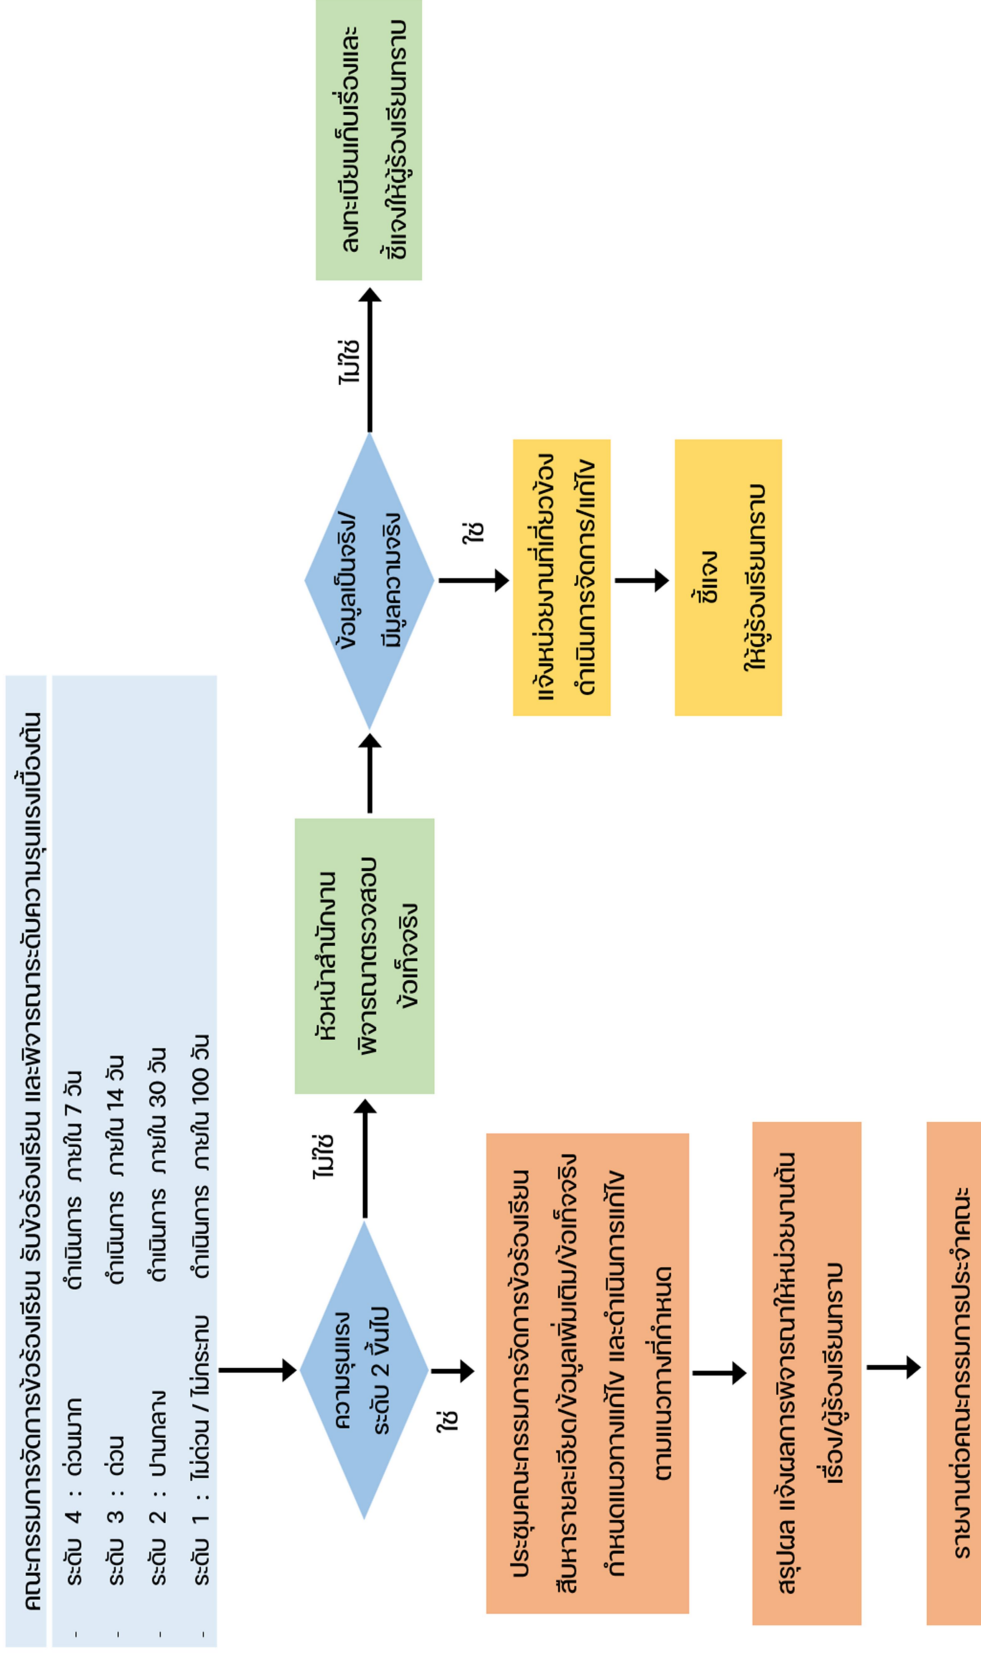 คณะกรรมการจัดการข้อร้องเรียน รับข้อร้องเรียน และพิจารณาระดับความรุนแรงเบื้องต้น
- ระดับ 4 : ด่วนมาก ดำเนินการ ภายใน 7 วัน
- ระดับ 3 : ด่วน ดำเนินการ ภายใน 14 วัน
- ระดับ 2 : ปานกลาง ดำเนินการ ภายใน 30 วัน
- ระดับ 1 : ไม่ด่วน / ไม่กระทบ ดำเนินการ ภายใน 100 วัน
ความรุนแรง
ระดับ 2 ขึ้นไป
ไม่ใช่
หัวหน้าสำนักงาน
พิจารณาตรวจสอบ
ข้อเท็จจริง
ข้อมูลเป็นจริง/
มีมูลความจริง
ไม่ใช่
ลงทะเบียนเก็บเรื่องและ
ชี้แจงให้ผู้ร้องเรียนทราบ
ใช่
แจ้งหน่วยงานที่เกี่ยวข้อง
ดำเนินการจัดการ/แก้ไข
ชี้แจง
ให้ผู้ร้องเรียนทราบ
ใช่
ประชุมคณะกรรมการจัดการข้อร้องเรียน
สืบหารายละเอียด/ข้อมูลเพิ่มเติม/ข้อเท็จจริง
กำหนดแนวทางแก้ไข และดำเนินการแก้ไข
ตามแนวทางที่กำหนด
สรุปผล แจ้งผลการพิจารณาให้หน่วยงานต้น
เรื่อง/ผู้ร้องเรียนทราบ
รายงานต่อคณะกรรมการประจำคณะ